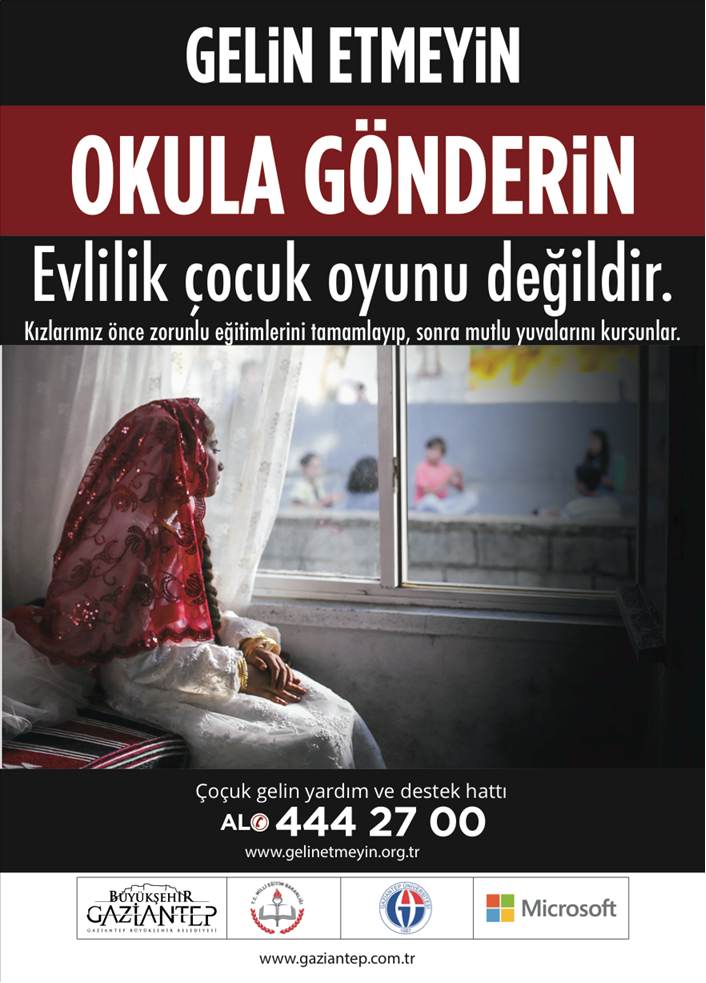 GELİN ETMEYİN
OKULA GÖNDERİN
Evlilik çocuk oyunu değildir.
Kızlarımız önce zorunlu eğitimlerini tamamlayıp, sonra mutlu yuvalarını kursunlar.
Çoçuk gelin yardım ve destek hattı
ALO 444 27 00
www.gelinetmeyin.org.tr
BÜYÜKŞEHİR
GAZİANTEP
GAZİANTEP BÜYÜKŞEHİR BELEDİYESİ
T.C. MİLLİ EĞİTİM BAKANLIĞI
GAZİANTEP ÜNİVERSİTESİ
Microsoft
www.gaziantep.com.tr